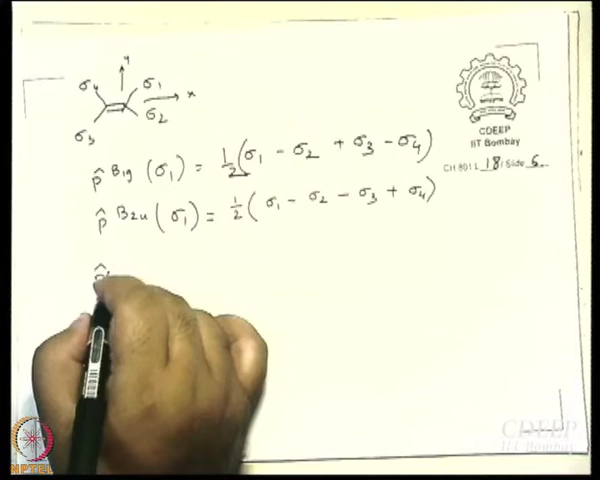 σ4 y σ1
x
σ3 σ2
P̂ B1g (σ1) = 1/2 (σ1 - σ2 + σ3 - σ4)
P̂ B2u (σ1) = 1/2 (σ1 - σ2 - σ3 + σ4)
P̂
CDEEP
IIT Bombay
CH 801 L 18 / Slide 6
CDEEP
IIT Bombay
NPTEL